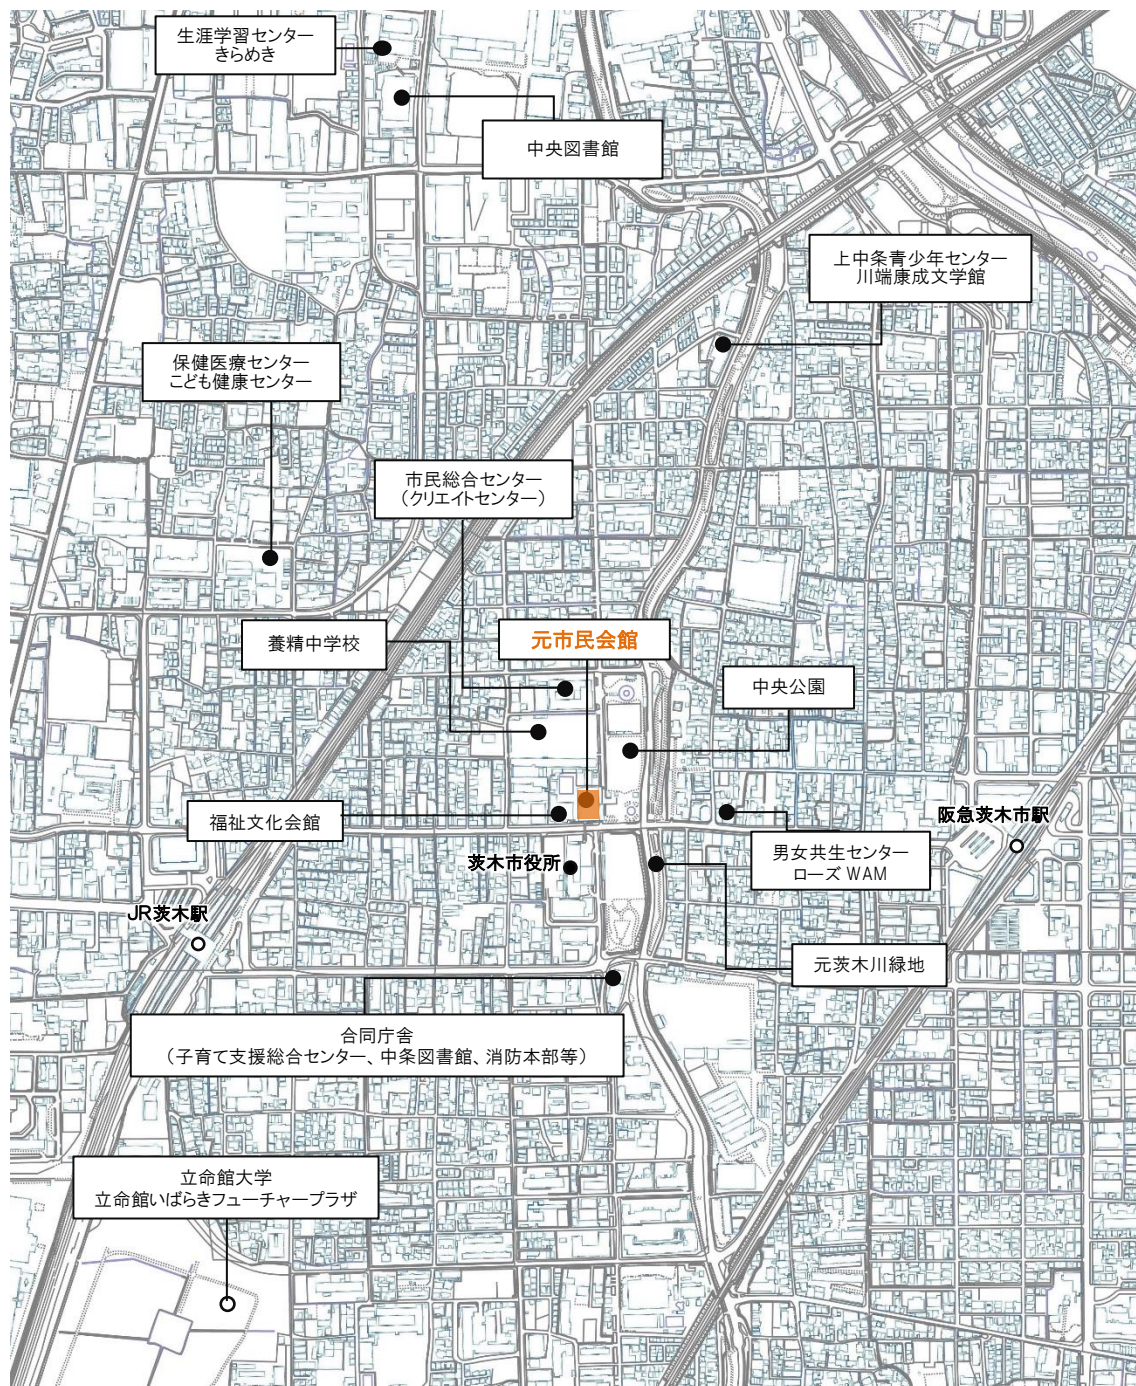 生涯学習センター
きらめき
中央図書館
上中条青少年センター
川端康成文学館
保健医療センター
こども健康センター
市民総合センター
（クリエイトセンター）
養精中学校
元市民会館
中央公園
福祉文化会館
阪急茨木市駅
茨木市役所
男女共生センター
ローズ WAM
JR茨木駅
元茨木川緑地
合同庁舎
（子育て支援総合センター、中条図書館、消防本部等）
立命館大学
立命館いばらきフューチャープラザ